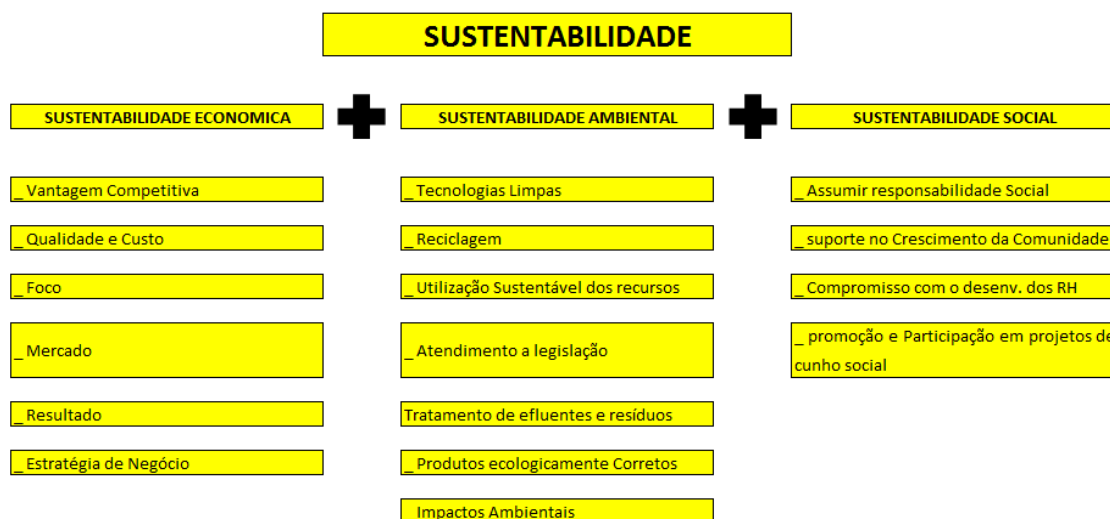 SUSTENTABILIDADE
SUSTENTABILIDADE ECONOMICA
_ Vantagem Competitiva
_ Qualidade e Custo
_ Foco
_ Mercado
_ Resultado
_ Estratégia de Negócio
SUSTENTABILIDADE AMBIENTAL
_ Tecnologias Limpas
_ Reciclagem
_ Utilização Sustentável dos recursos
_ Atendimento a legislação
Tratamento de efluentes e resíduos
_ Produtos ecologicamente Corretos
_ Impactos Ambientais
SUSTENTABILIDADE SOCIAL
_ Assumir responsabilidade Social
_ suporte no Crescimento da Comunidade
_ Compromisso com o desenv. dos RH
_ promoção e Participação em projetos de
cunho social